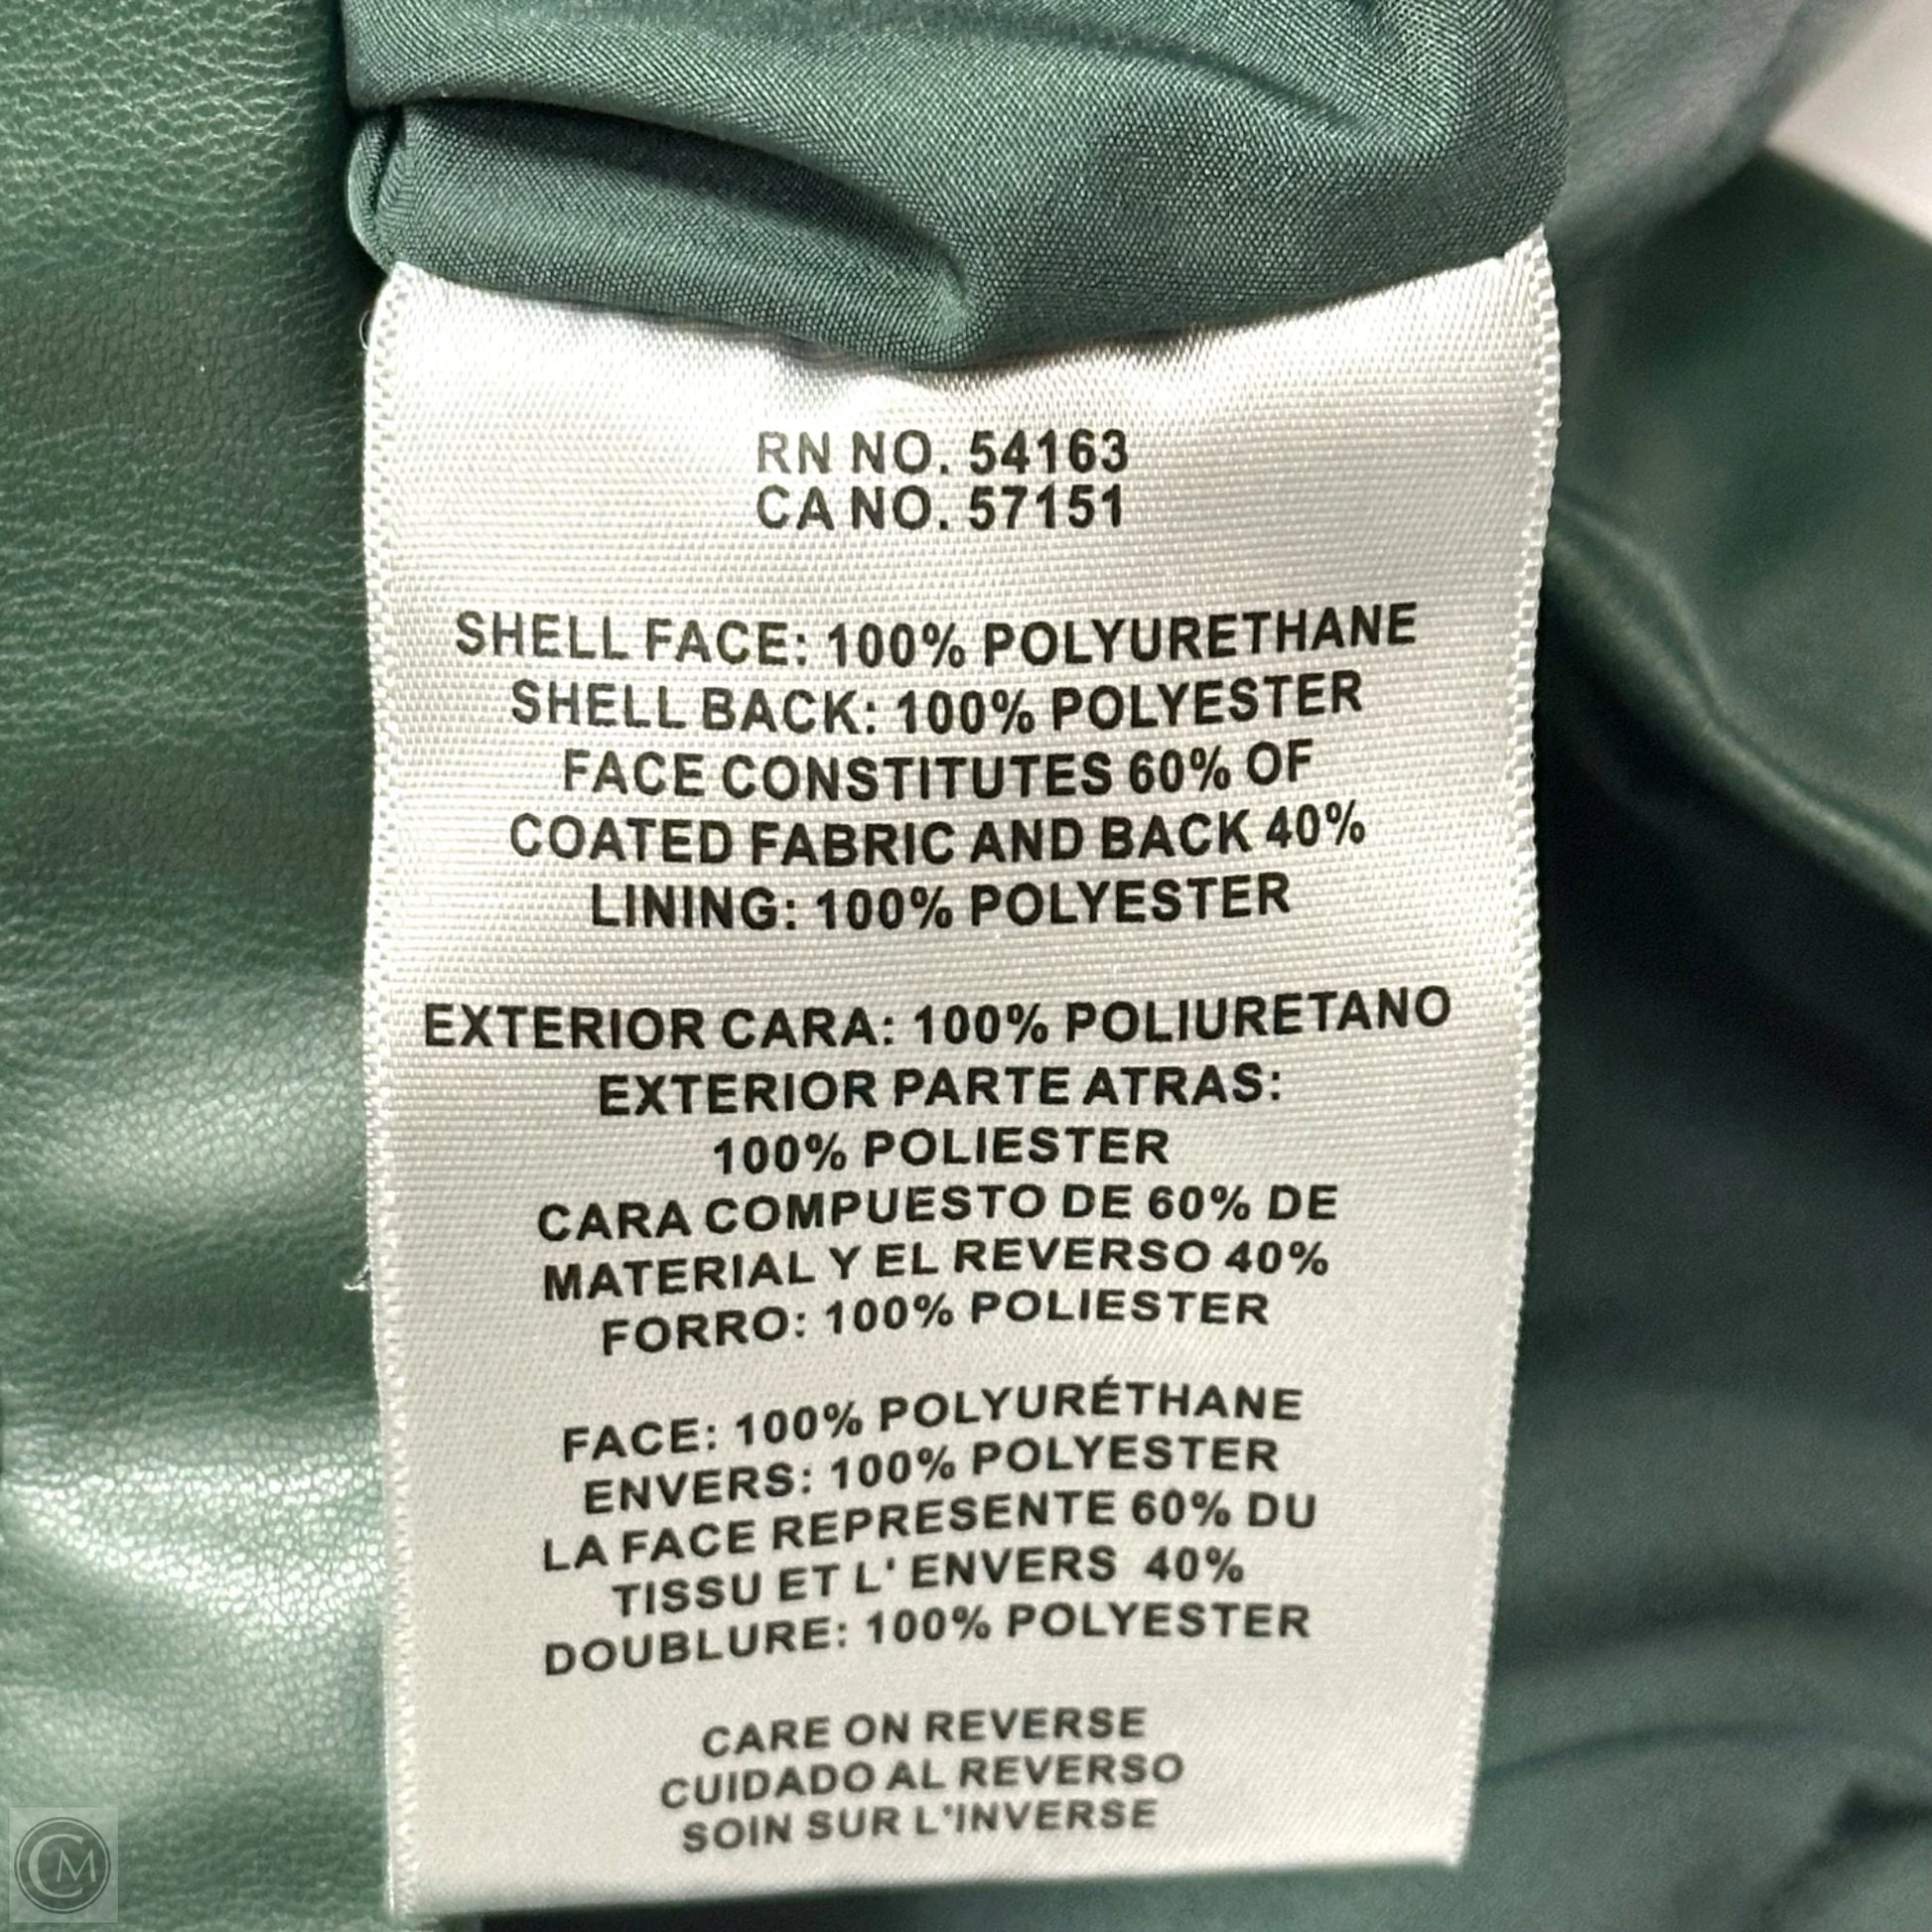 RN NO. 54163
CA NO. 57151
SHELL FACE: 100% POLYURETHANE
SHELL BACK: 100% POLYESTER
FACE CONSTITUTES 60% OF
COATED FABRIC AND BACK 40%
LINING: 100% POLYESTER
EXTERIOR CARA: 100% POLIURETANO
EXTERIOR PARTE ATRAS:
100% POLIESTER
CARA COMPUESTO DE 60% DE
MATERIAL Y EL REVERSO 40%
FORRO: 100% POLIESTER
FACE: 100% POLYURÉTHANE
ENVERS: 100% POLYESTER
LA FACE REPRESENTE 60% DU
TISSU ET L' ENVERS 40%
DOUBLURE: 100% POLYESTER
CARE ON REVERSE
CUIDADO AL REVERSO
SOIN SUR L'INVERSE
CM